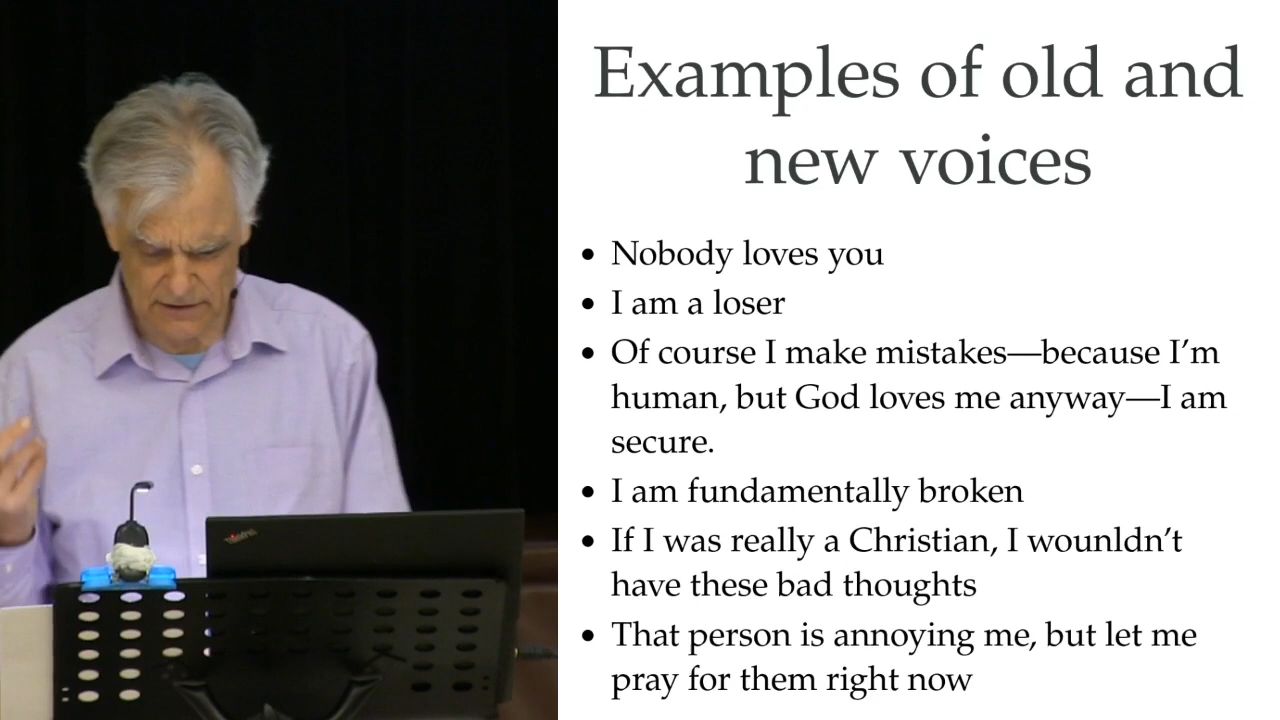 Examples of old and
new voices
• Nobody loves you
• I am a loser
• Of course I make mistakes—because I’m
human, but God loves me anyway—I am
secure.
• I am fundamentally broken
• If I was really a Christian, I wounldn’t
have these bad thoughts
• That person is annoying me, but let me
pray for them right now
ThinkPad